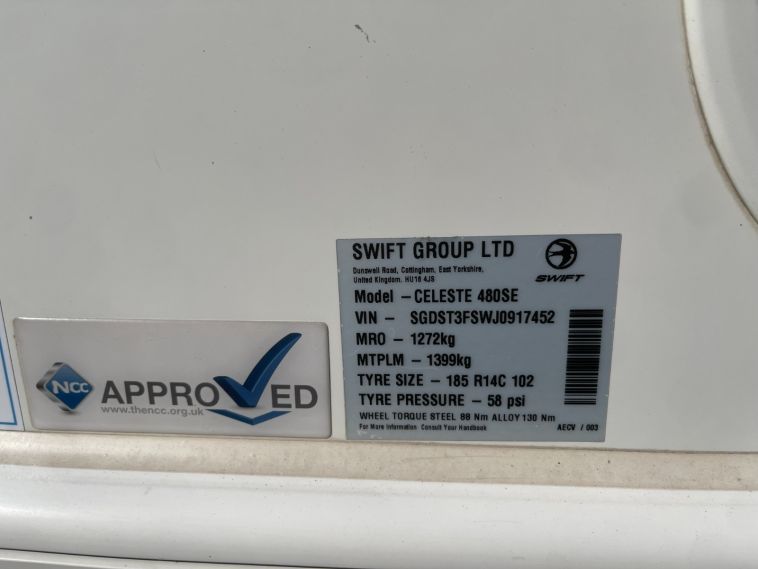 SWIFT GROUP LTD
Dunswell Road, Cottingham, East Yorkshire,
United Kingdom. HU16 4JS
SWIFT
Model – CELESTE 480SE
VIN – SGDST3FSWJ0917452
MRO – 1272kg
MTPLM – 1399kg
TYRE SIZE – 185 R14C 102
TYRE PRESSURE – 58 psi
WHEEL TORQUE STEEL 88 Nm ALLOY 130 Nm
For More Information Consult Your Handbook
AECV / 003
NCC
APPROVED
www.thencc.org.uk